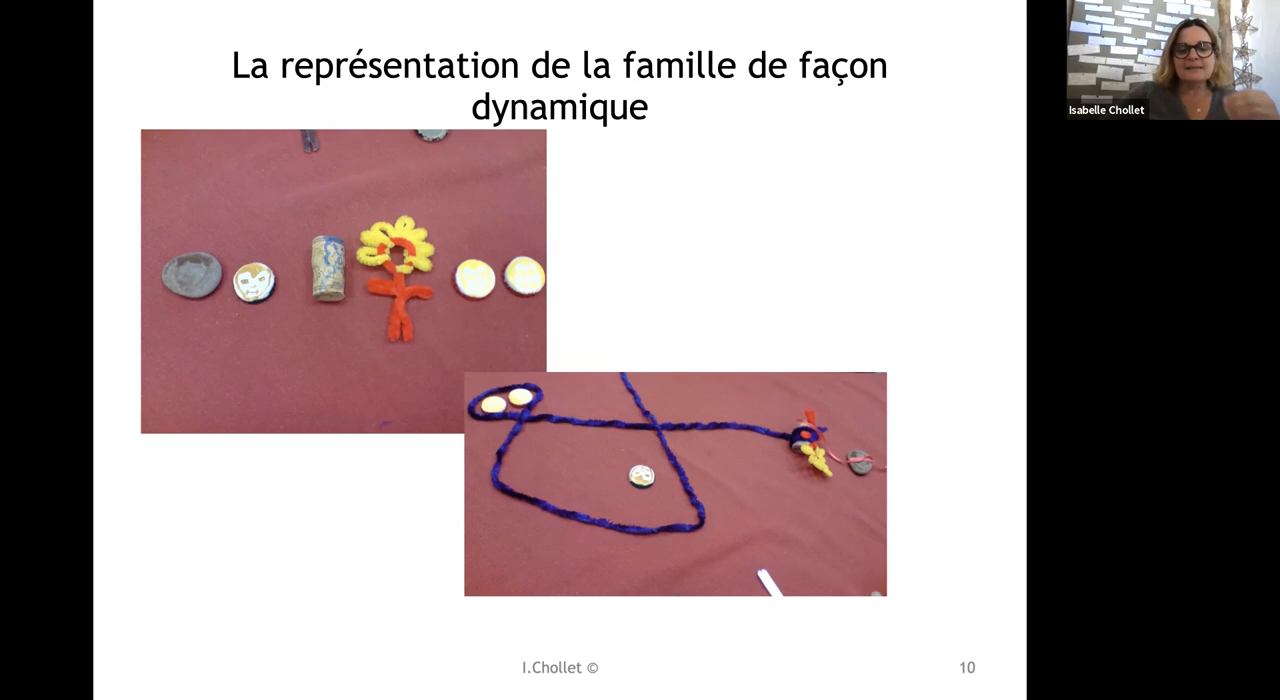 La représentation de la famille de façon
dynamique
Isabelle Chollet
I.Chollet ©
10